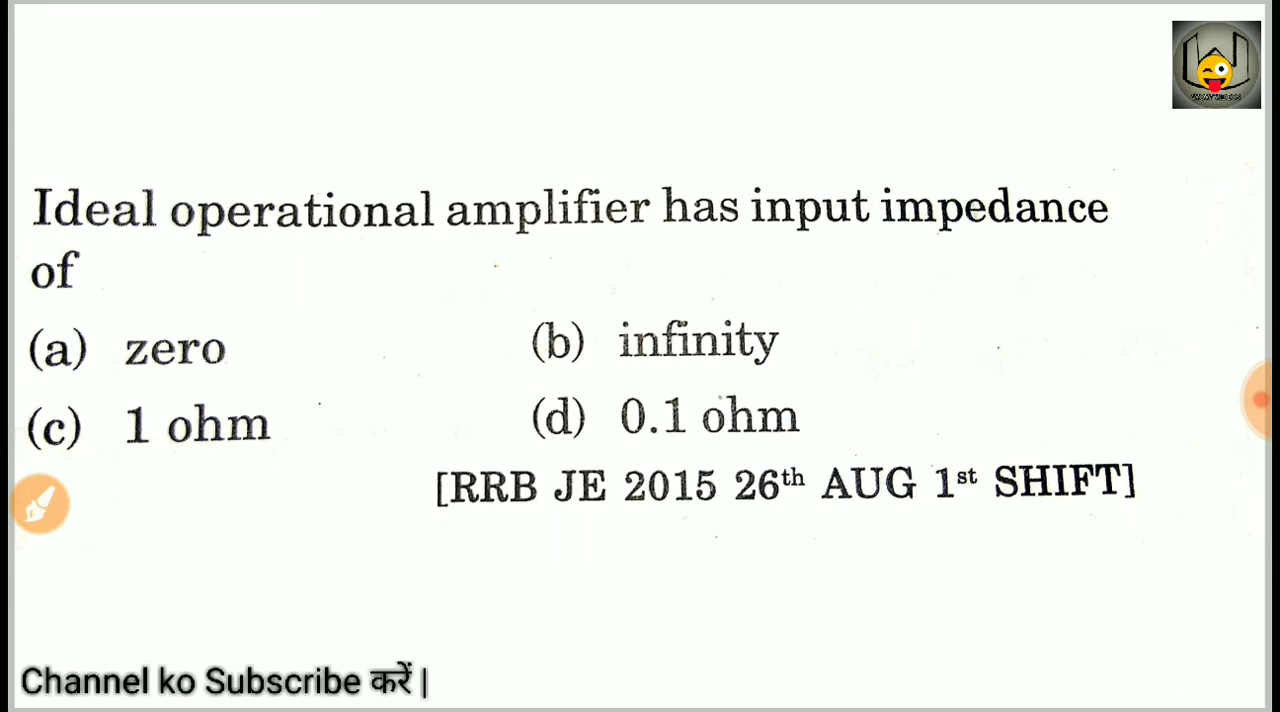 Ideal operational amplifier has input impedance
of
(a) zero (b) infinity
(c) 1 ohm (d) 0.1 ohm
[RRB JE 2015 26th AUG 1st SHIFT]
Channel ko Subscribe करें |